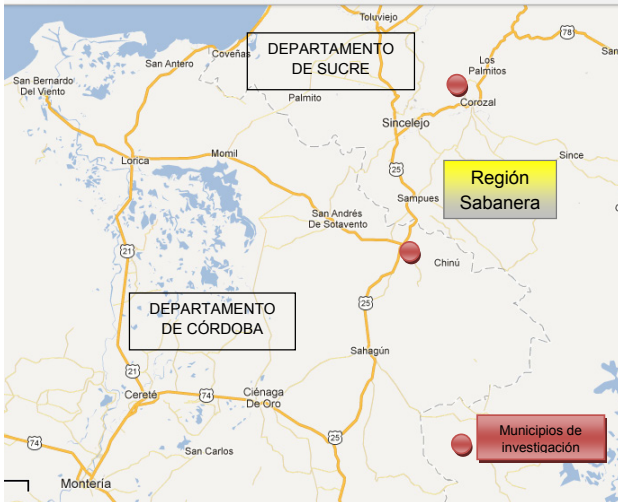 Toluviejo
78
Coveñas
DEPARTAMENTO
DE SUCRE
San Antero
Los
Palmitos
San
San Bernardo
Del Viento
Palmito
Corozal
Sincelejo
Lorica
Momil
Since
25
Región
Sabanera
Sampues
San Andrés
De Sotavento
21
Chinú
25
DEPARTAMENTO
DE CÓRDOBA
Sahagún
21
Cereté
74
Ciénaga
De Oro
25
74
San Carlos
Municipios de
investigación
Montería